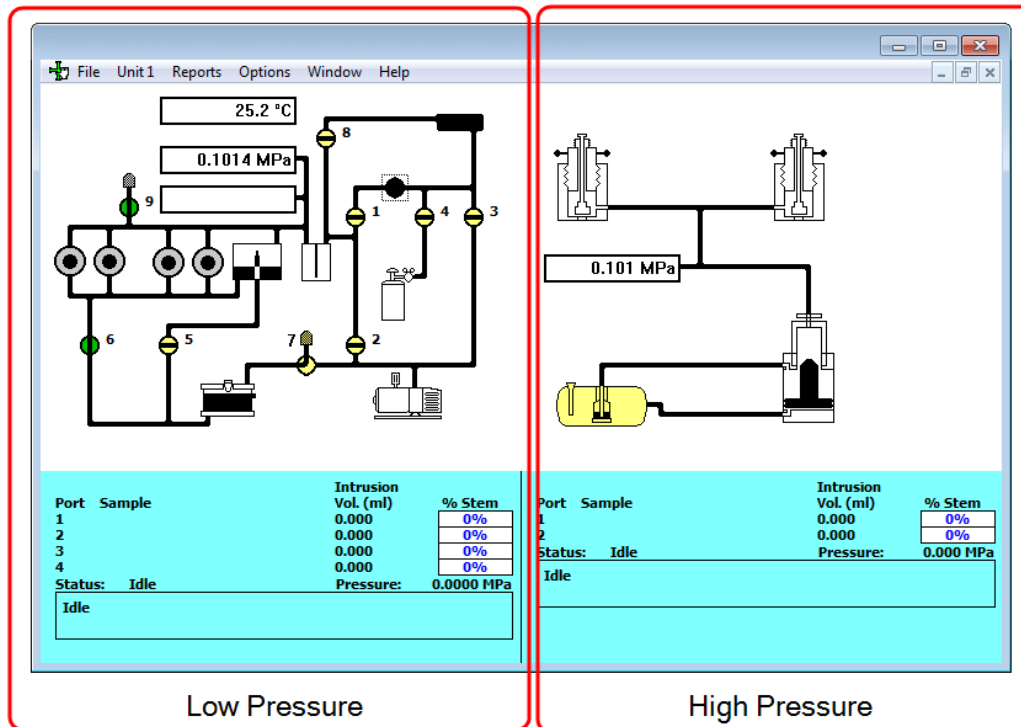 File Unit 1 Reports Options Window Help
25.2 °C
8
0.1014 MPa
9
1 4 3
0.101 MPa
6 5 7 2
Intrusion
Port Sample Vol. (ml) % Stem
1 0.000 0%
2 0.000 0%
3 0.000 0%
4 0.000 0%
Status: Idle Pressure: 0.0000 MPa
Idle
Intrusion
Port Sample Vol. (ml) % Stem
1 0.000 0%
2 0.000 0%
Status: Idle Pressure: 0.000 MPa
Idle
Low Pressure
High Pressure